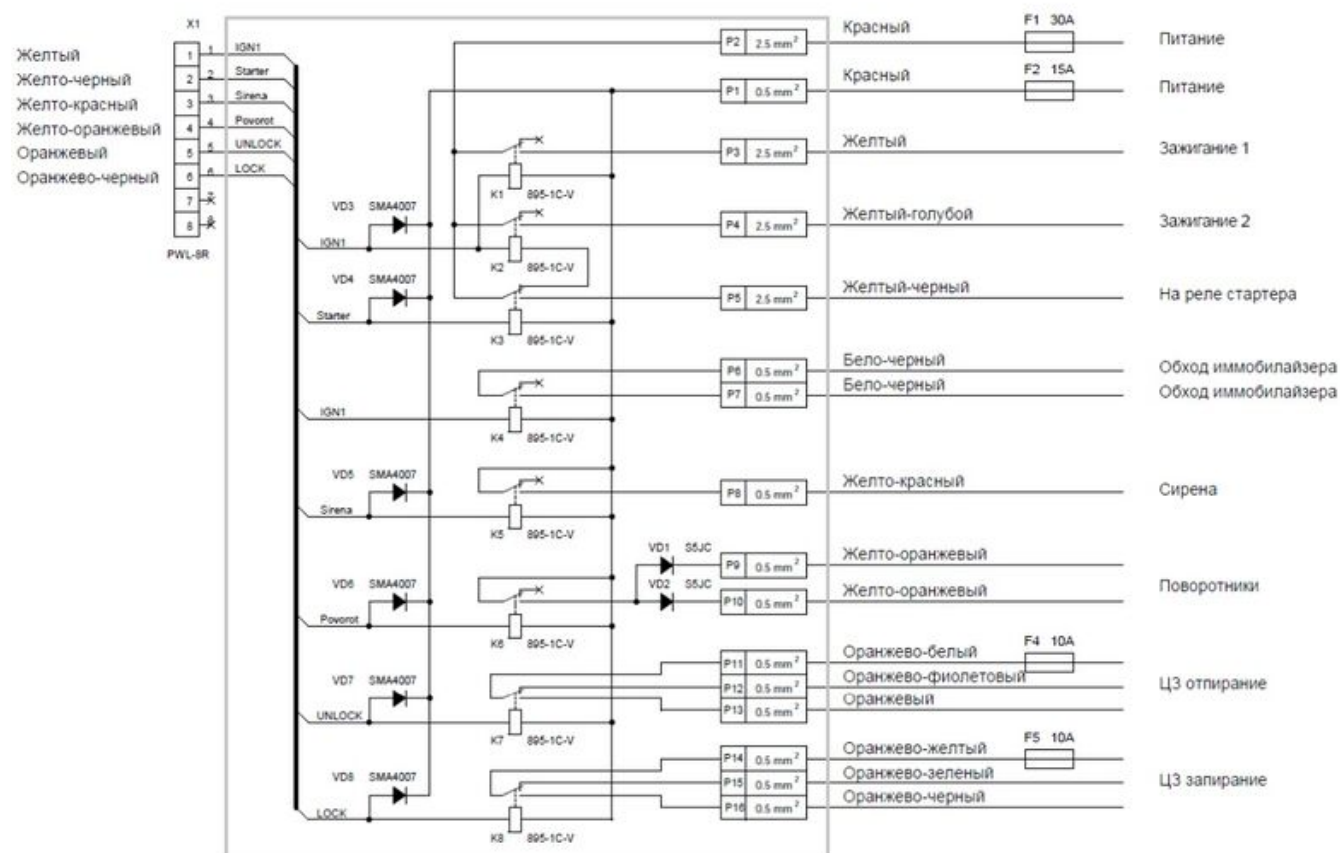 X1
Желтый 1 1 IGN1
Желто-черный 2 2 Starter
Желто-красный 3 3 Sirena
Желто-оранжевый 4 4 Povorot
Оранжевый 5 5 UNLOCK
Оранжево-черный 6 6 LOCK
7
8
PWL-8R
P2 2.5 mm² Красный F1 30A Питание
P1 0.5 mm² Красный F2 15A Питание
P3 2.5 mm² Желтый Зажигание 1
K1 895-1C-V
VD3 SMA4007
P4 2.5 mm² Желтый-голубой Зажигание 2
IGN1
K2 895-1C-V
VD4 SMA4007
P5 2.5 mm² Желтый-черный На реле стартера
Starter
K3 895-1C-V
P6 0.5 mm² Бело-черный Обход иммобилайзера
P7 0.5 mm² Бело-черный Обход иммобилайзера
IGN1
K4 895-1C-V
VD5 SMA4007
P8 0.5 mm² Желто-красный Сирена
Sirena
K5 895-1C-V
VD1 S5JC
P9 0.5 mm² Желто-оранжевый
VD2 S5JC
Поворотники
VD6 SMA4007
P10 0.5 mm² Желто-оранжевый
Povorot
K6 895-1C-V
P11 0.5 mm² Оранжево-белый F4 10A
VD7 SMA4007
P12 0.5 mm² Оранжево-фиолетовый ЦЗ отпирание
P13 0.5 mm² Оранжевый
UNLOCK
K7 895-1C-V
P14 0.5 mm² Оранжево-желтый F5 10A
VD8 SMA4007
P15 0.5 mm² Оранжево-зеленый ЦЗ запирание
P16 0.5 mm² Оранжево-черный
LOCK
K8 895-1C-V